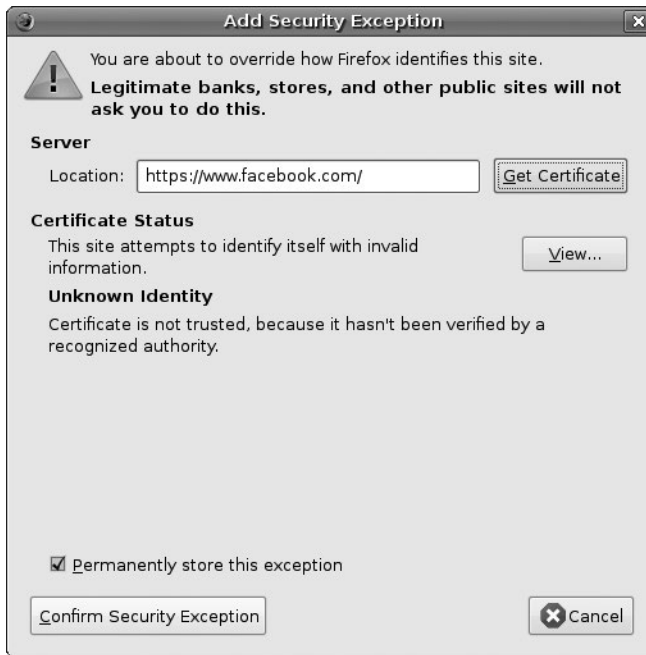 Add Security Exception
You are about to override how Firefox identifies this site.
Legitimate banks, stores, and other public sites will not
ask you to do this.
Server
Location: https://www.facebook.com/ Get Certificate
Certificate Status
This site attempts to identify itself with invalid
information.
View...
Unknown Identity
Certificate is not trusted, because it hasn't been verified by a
recognized authority.
Permanently store this exception
Confirm Security Exception Cancel